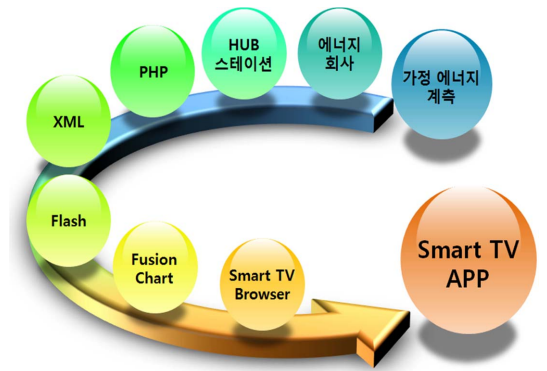 HUB
스테이션
에너지
회사
가정 에너지
계측
PHP
XML
Flash
Fusion
Chart
Smart TV
Browser
Smart TV
APP